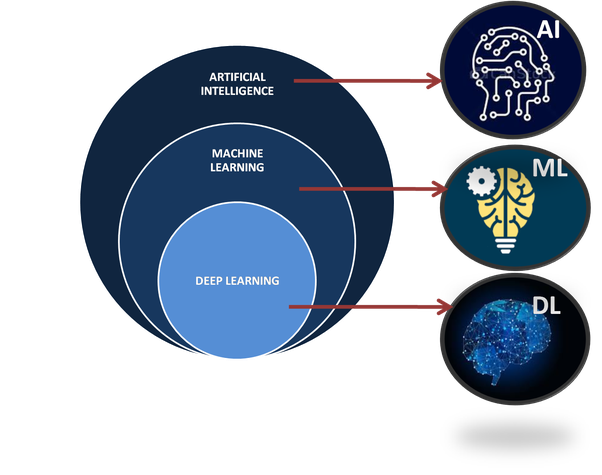 ARTIFICIAL
INTELLIGENCE
AI
MACHINE
LEARNING
ML
DEEP LEARNING
DL